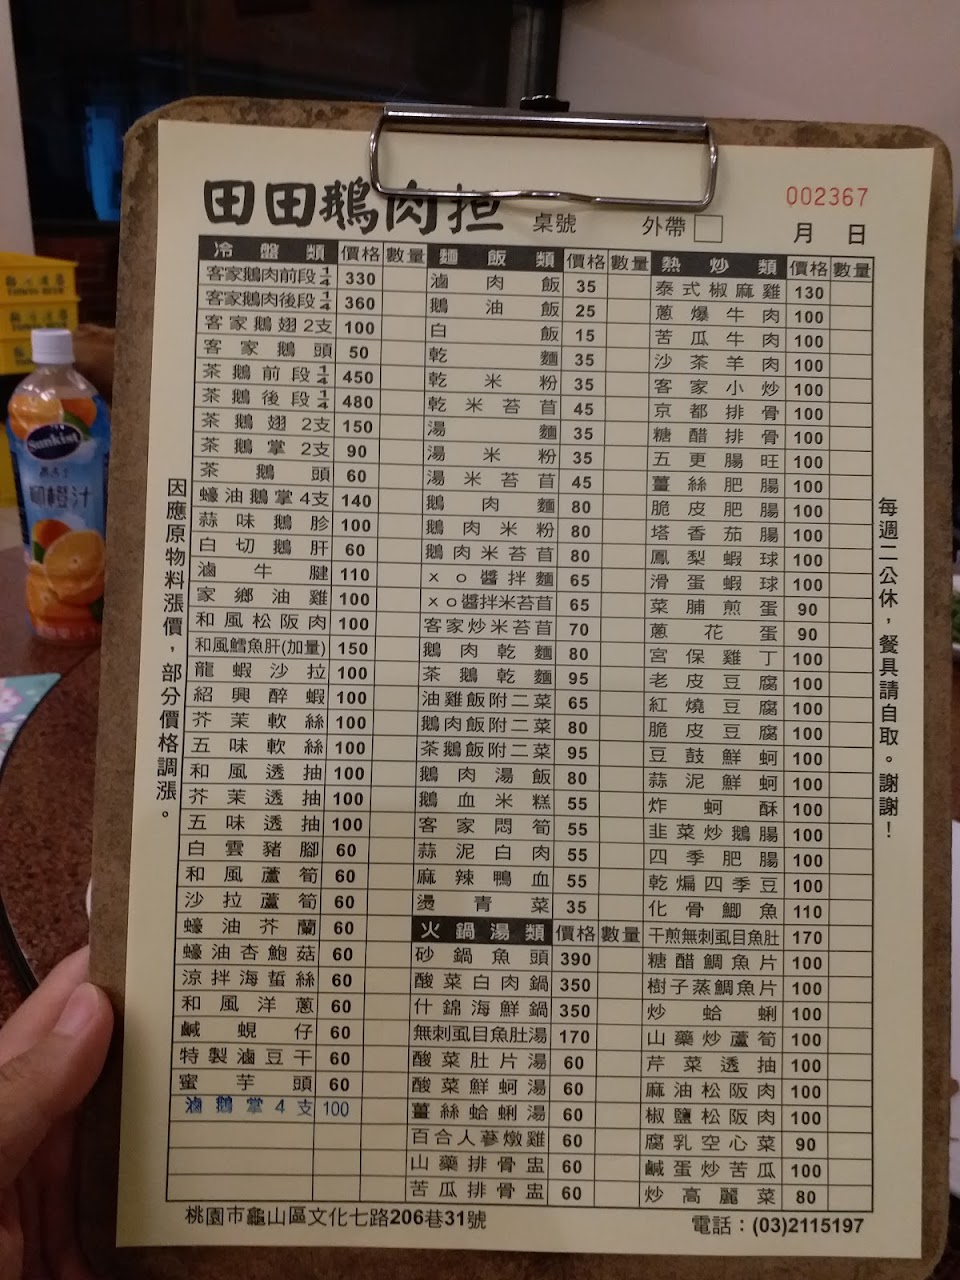 田田鵝肉担
桌號
外帶
002367
月 日
冷盤類 價格 數量
客家鵝肉前段1/4 330
客家鵝肉後段1/4 360
客家鵝翅2支 100
客家鵝頭 50
茶鵝前段1/4 450
茶鵝後段1/4 480
茶鵝翅2支 150
茶鵝掌2支 90
茶鵝頭 60
蠔油鵝掌4支 140
蒜味鵝胗 100
白切鵝肝 60
滷牛腱 110
家鄉油雞 100
和風松阪肉 100
和風鱈魚肝(加量) 150
龍蝦沙拉 100
紹興醉蝦 100
芥茉軟絲 100
五味軟絲 100
和風透抽 100
芥茉透抽 100
五味透抽 100
白雲豬腳 60
和風蘆筍 60
沙拉蘆筍 60
蠔油芥蘭 60
蠔油杏鮑菇 60
涼拌海蜇絲 60
和風洋蔥 60
鹹蜆仔 60
特製滷豆干 60
蜜芋頭 60
滷鵝掌4支 100
麵飯類 價格 數量
滷肉飯 35
鵝油飯 25
白飯 15
乾麵 35
乾米粉 35
乾米苔苜 45
湯麵 35
湯米粉 35
湯米苔苜 45
鵝肉麵 80
鵝肉米粉 80
鵝肉米苔苜 80
xo醬拌麵 65
xo醬拌米苔苜 65
客家炒米苔苜 70
鵝肉乾麵 80
茶鵝乾麵 95
油雞飯附二菜 65
鵝肉飯附二菜 80
茶鵝飯附二菜 95
鵝肉湯飯 80
鵝血米糕 55
客家悶筍 55
蒜泥白肉 55
麻辣鴨血 55
燙青菜 35
火鍋湯類 價格 數量
砂鍋魚頭 390
酸菜白肉鍋 350
什錦海鮮鍋 350
無刺虱目魚肚湯 170
酸菜肚片湯 60
酸菜鮮蚵湯 60
薑絲蛤蜊湯 60
百合人蔘燉雞 60
山藥排骨盅 60
苦瓜排骨盅 60
熱炒類 價格 數量
泰式椒麻雞 130
蔥爆牛肉 100
苦瓜牛肉 100
沙茶羊肉 100
客家小炒 100
京都排骨 100
糖醋排骨 100
五更腸旺 100
薑絲肥腸 100
脆皮肥腸 100
塔香茄腸 100
鳳梨蝦球 100
滑蛋蝦球 100
菜脯煎蛋 90
蔥花蛋 90
宮保雞丁 100
老皮豆腐 100
紅燒豆腐 100
脆皮豆腐 100
豆鼓鮮蚵 100
蒜泥鮮蚵 100
炸蚵酥 100
韭菜炒鵝腸 100
四季肥腸 100
乾煸四季豆 100
化骨鯽魚 110
干煎無刺虱目魚肚 170
糖醋鯛魚片 100
樹子蒸鯛魚片 100
炒蛤蜊 100
山藥炒蘆筍 100
芹菜透抽 100
麻油松阪肉 100
椒鹽松阪肉 100
腐乳空心菜 90
鹹蛋炒苦瓜 100
炒高麗菜 80
因應原物料漲價，部分價格調漲。
每週二公休，餐具請自取。謝謝！
桃園市龜山區文化七路206巷31號
電話：(03)2115197
Sunkist